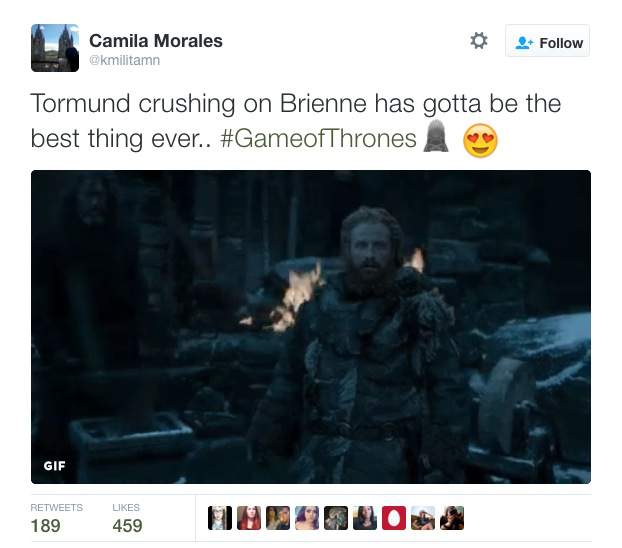 Camila Morales
@kmilitamn
Follow
Tormund crushing on Brienne has gotta be the
best thing ever.. #GameofThrones 😍
GIF
RETWEETS LIKES
189 459